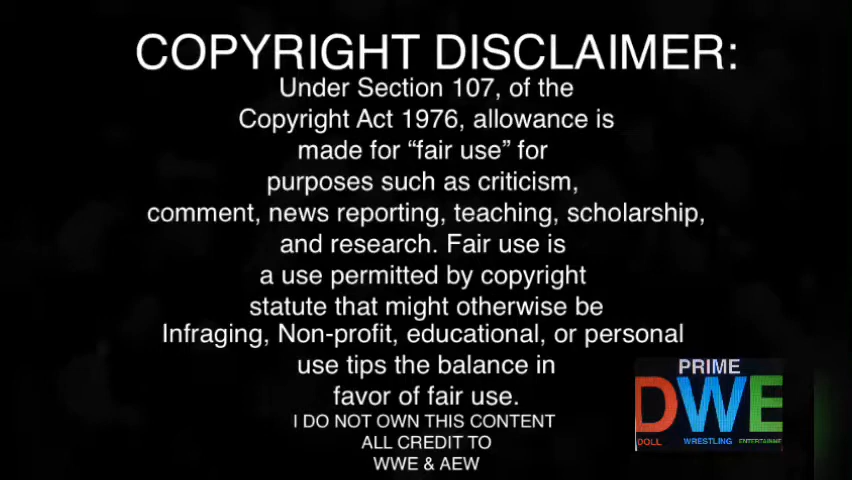 COPYRIGHT DISCLAIMER:
Under Section 107, of the
Copyright Act 1976, allowance is
made for “fair use” for
purposes such as criticism,
comment, news reporting, teaching, scholarship,
and research. Fair use is
a use permitted by copyright
statute that might otherwise be
Infraging, Non-profit, educational, or personal
use tips the balance in
favor of fair use.
I DO NOT OWN THIS CONTENT
ALL CREDIT TO
WWE & AEW
PRIME
DWE
DOLL WRESTLING ENTERTAINME